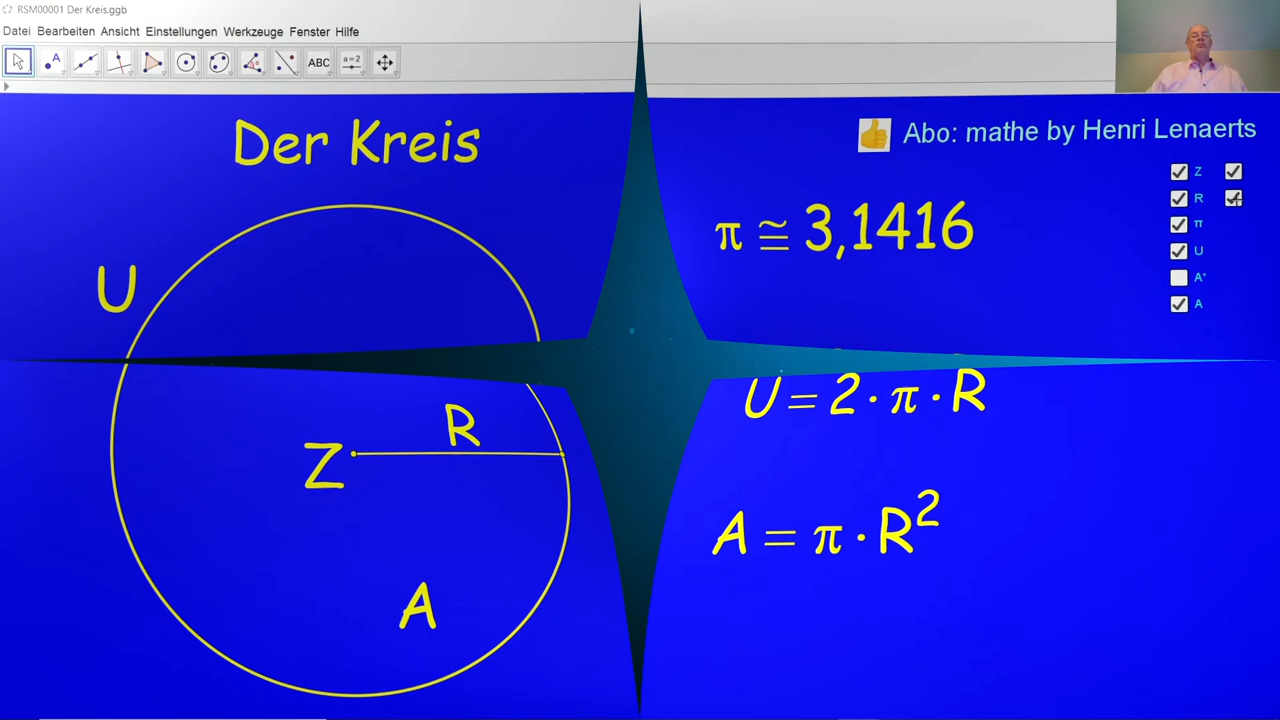 RSM00001 Der Kreis.ggb
Datei Bearbeiten Ansicht Einstellungen Werkzeuge Fenster Hilfe
A ABC a=2
Der Kreis
Abo: mathe by Henri Lenaerts
Z
R
π
U
A*
A
π ≅ 3,1416
U
U = 2 · π · R
R
Z
A = π · R²
A